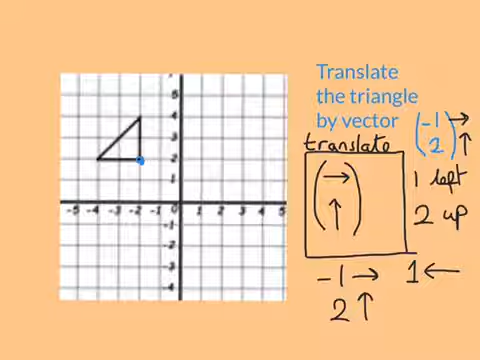 Translate
the triangle
by vector
(-1 →
2) ↑
translate
(→
↑)
1 left
2 up
-1 → 1 ←
2 ↑
5
4
3
2
1
-5 -4 -3 -2 -1 0 1 2 3 4 5
-1
-2
-3
-4